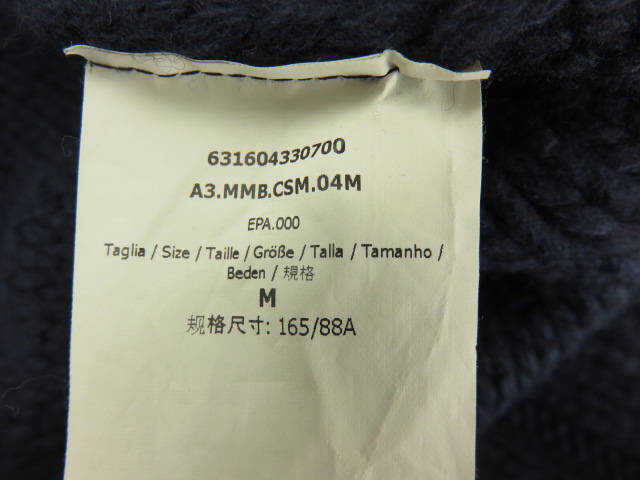 631604330700
A3.MMB.CSM.04M
EPA.000
Taglia / Size / Taille / Größe / Talla / Tamanho /
Beden / 規格
M
规格尺寸: 165/88A